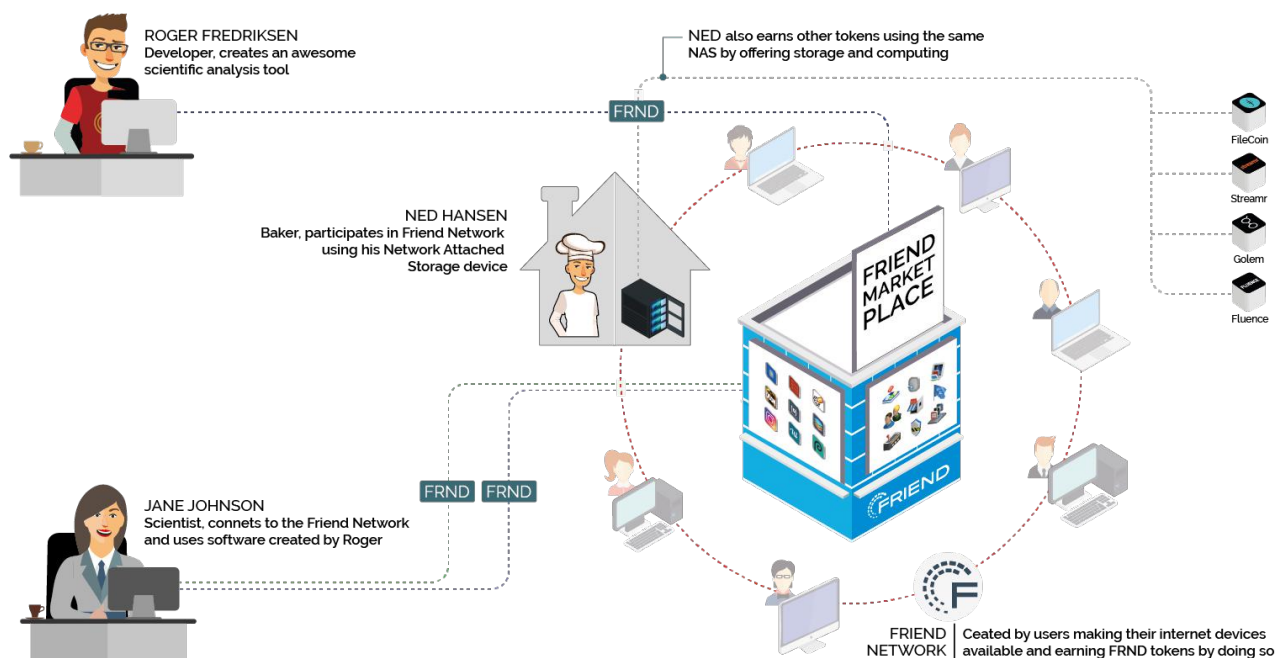 ROGER FREDRIKSEN
Developer, creates an awesome
scientific analysis tool
NED also earns other tokens using the same
NAS by offering storage and computing
FRND
FileCoin
Streamr
Golem
FLUENCE
Fluence
NED HANSEN
Baker, participates in Friend Network
using his Network Attached
Storage device
FRIEND
MARKET
PLACE
FRIEND
FRND
FRND
JANE JOHNSON
Scientist, connets to the Friend Network
and uses software created by Roger
F
FRIEND
NETWORK
Ceated by users making their internet devices
available and earning FRND tokens by doing so